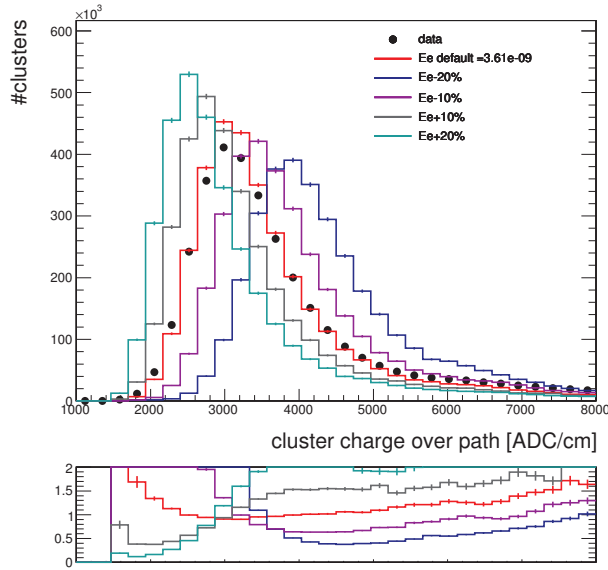 ×10³
600
500
400
300
200
100
0
#clusters
data
Ee default =3.61e-09
Ee-20%
Ee-10%
Ee+10%
Ee+20%
1000 2000 3000 4000 5000 6000 7000 8000
cluster charge over path [ADC/cm]
2
1.5
1
0.5
0